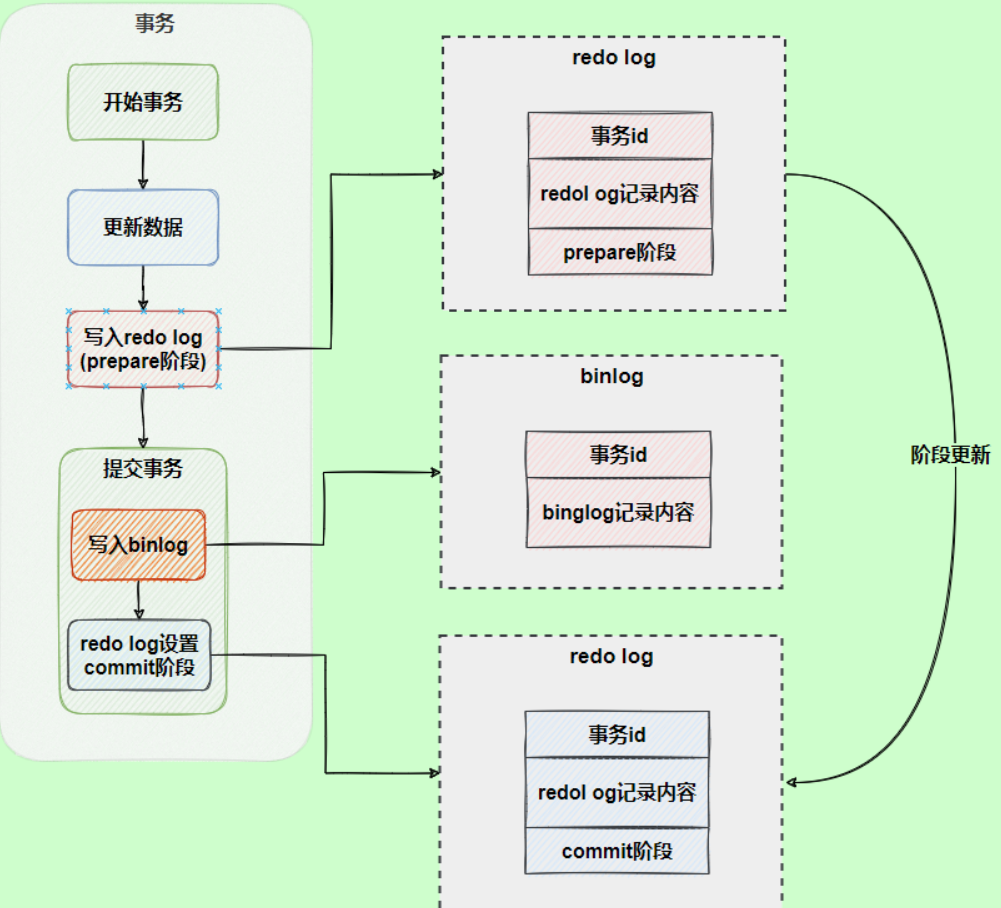 事务
开始事务
更新数据
写入redo log
(prepare阶段)
提交事务
写入binlog
redo log设置
commit阶段
redo log
事务id
redol og记录内容
prepare阶段
binlog
事务id
binglog记录内容
redo log
事务id
redol og记录内容
commit阶段
阶段更新